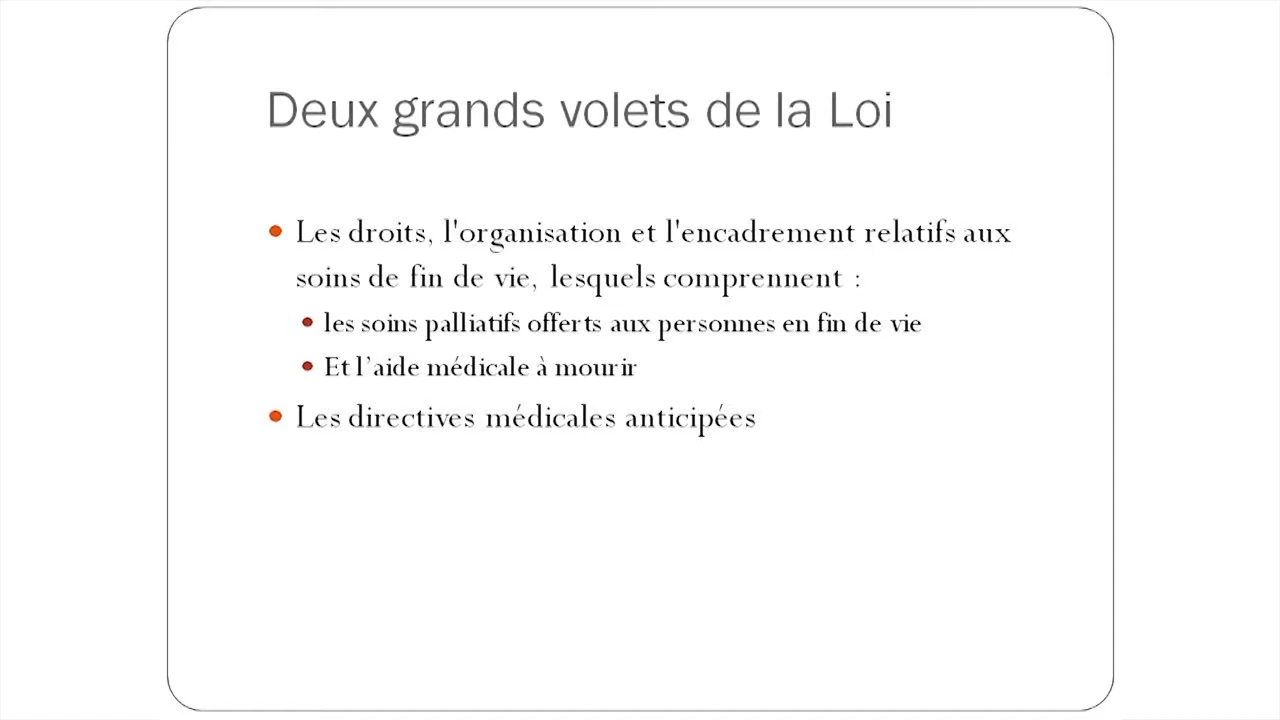 Deux grands volets de la Loi
• Les droits, l'organisation et l'encadrement relatifs aux
soins de fin de vie, lesquels comprennent :
• les soins palliatifs offerts aux personnes en fin de vie
• Et l’aide médicale à mourir
• Les directives médicales anticipées